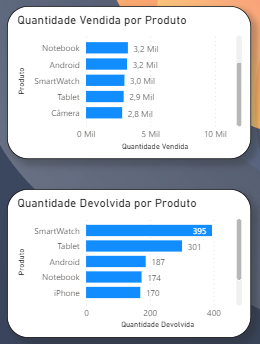 Quantidade Vendida por Produto
Produto
Notebook 3,2 Mil
Android 3,2 Mil
SmartWatch 3,0 Mil
Tablet 2,9 Mil
Câmera 2,8 Mil
0 Mil 5 Mil 10 Mil
Quantidade Vendida
Quantidade Devolvida por Produto
Produto
SmartWatch 395
Tablet 301
Android 187
Notebook 174
iPhone 170
0 200 400
Quantidade Devolvida